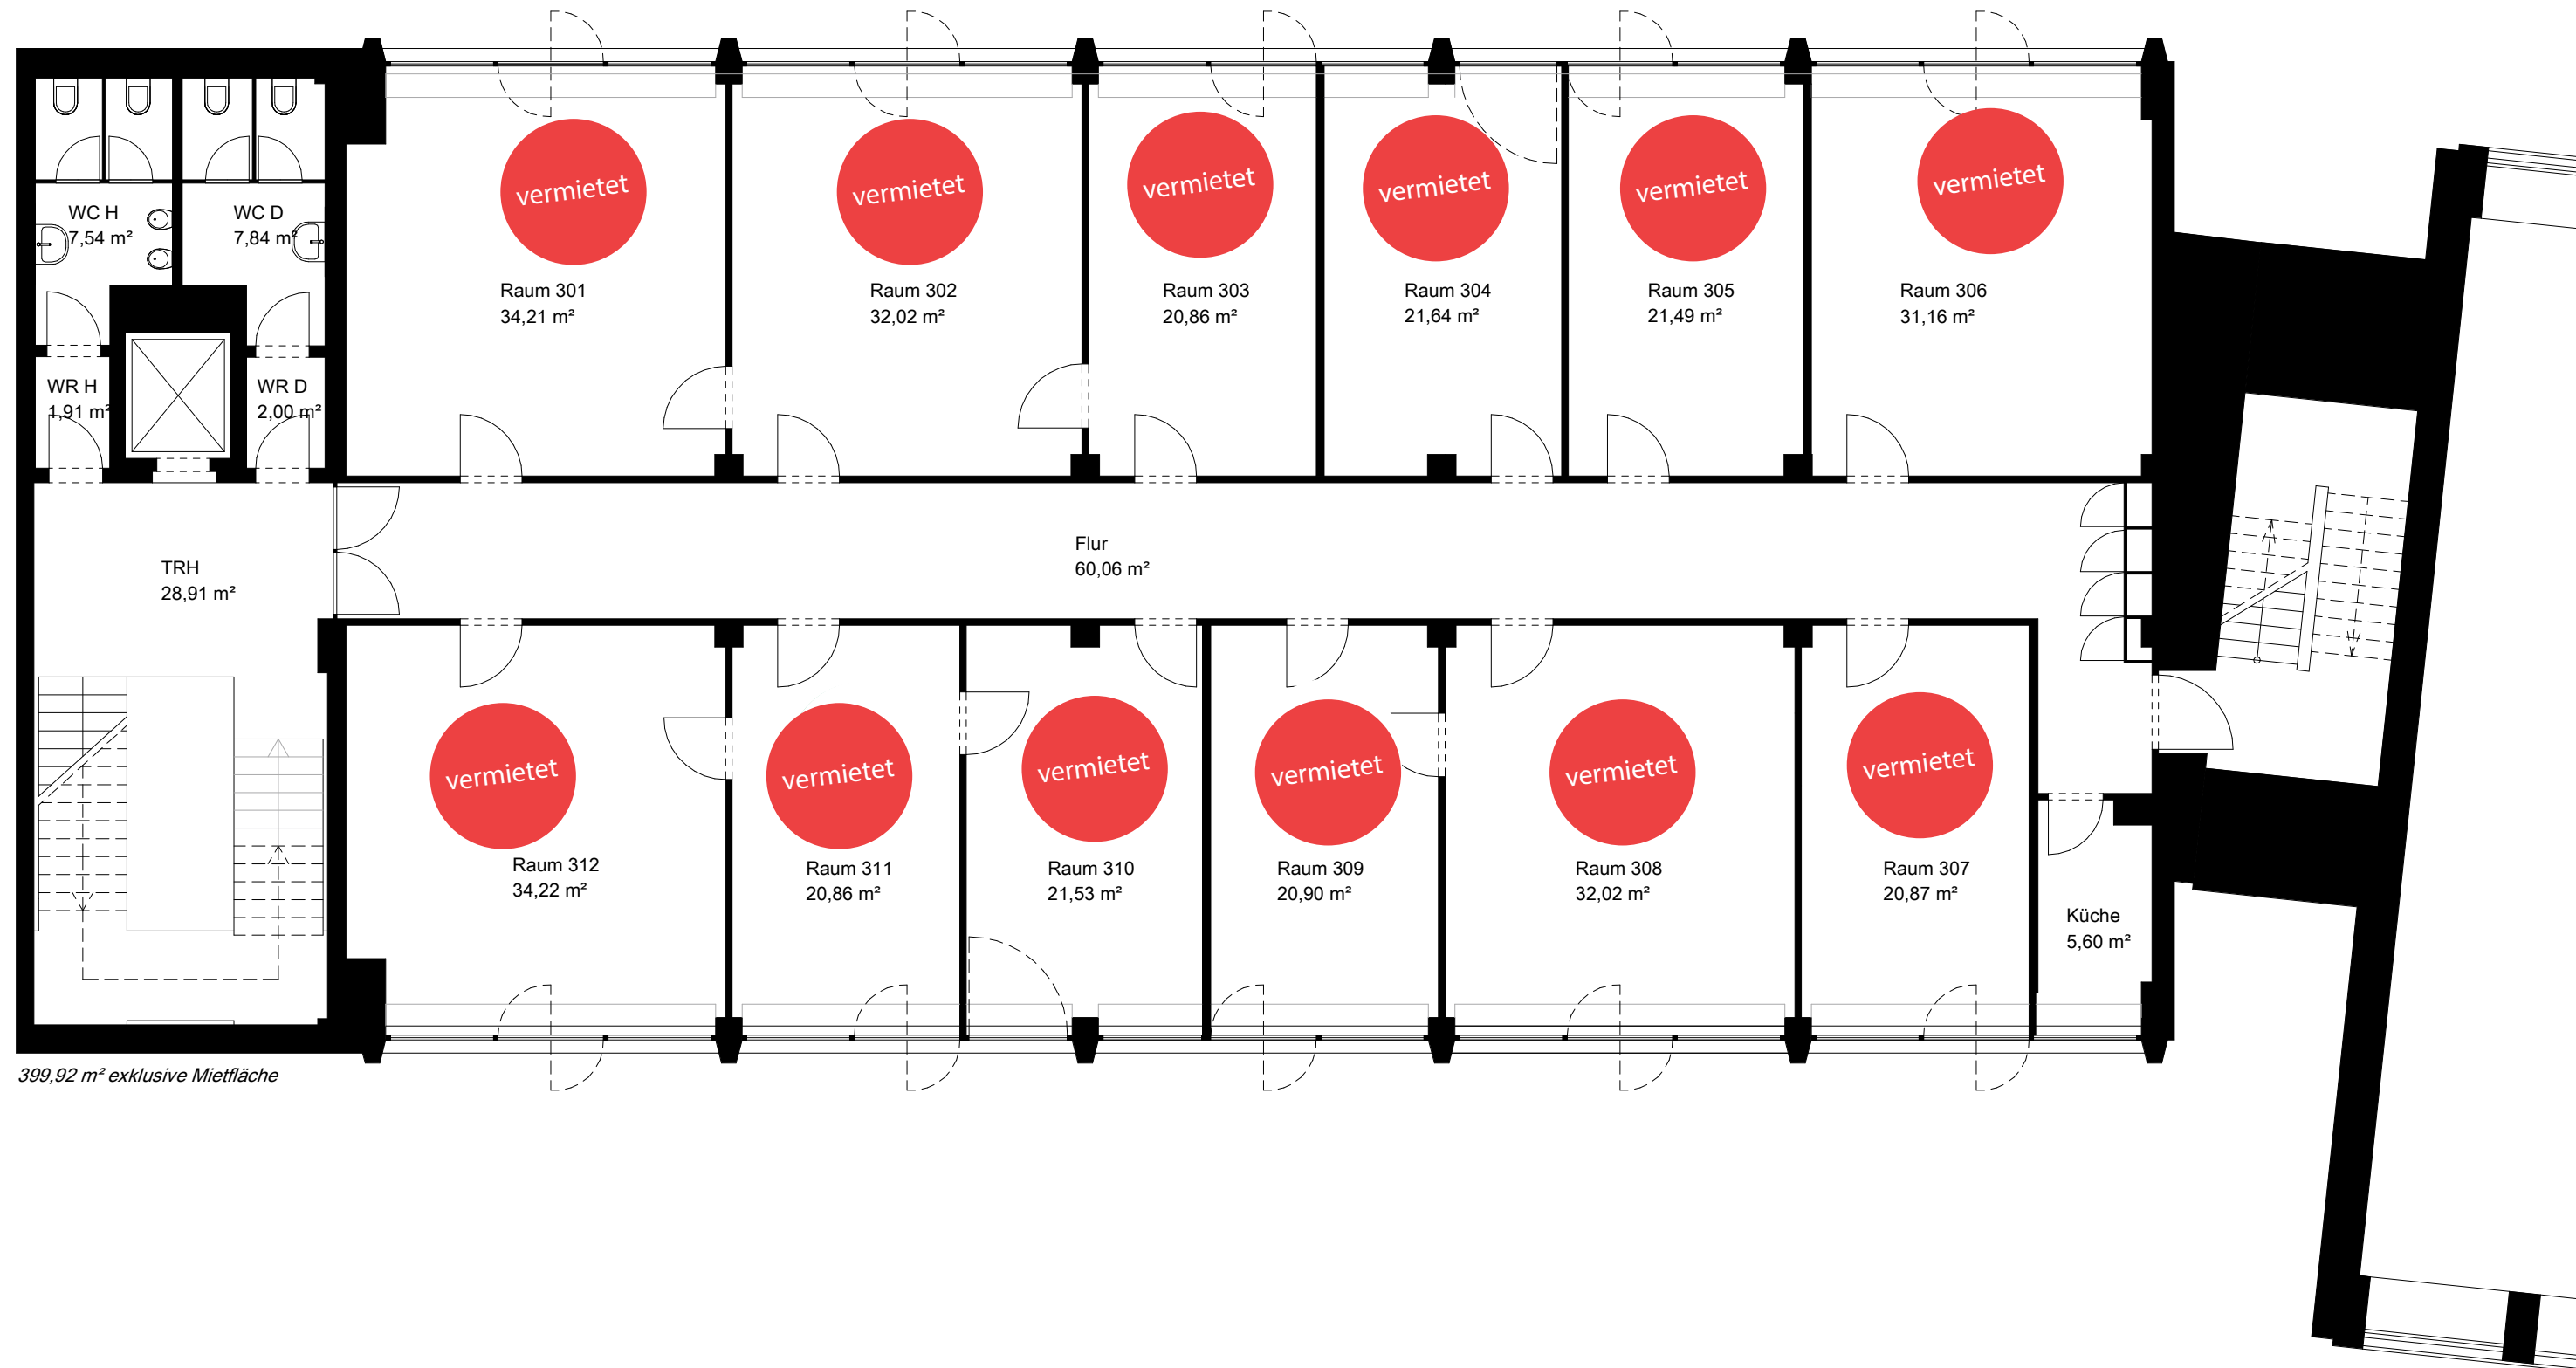 vermietet
vermietet
vermietet
vermietet
vermietet
vermietet
WC H
7,54 m²
WC D
7,84 m²
Raum 301
34,21 m²
Raum 302
32,02 m²
Raum 303
20,86 m²
Raum 304
21,64 m²
Raum 305
21,49 m²
Raum 306
31,16 m²
WR H
1,91 m²
WR D
2,00 m²
Flur
60,06 m²
TRH
28,91 m²
vermietet
vermietet
vermietet
vermietet
vermietet
vermietet
Raum 312
34,22 m²
Raum 311
20,86 m²
Raum 310
21,53 m²
Raum 309
20,90 m²
Raum 308
32,02 m²
Raum 307
20,87 m²
Küche
5,60 m²
399,92 m² exklusive Mietfläche